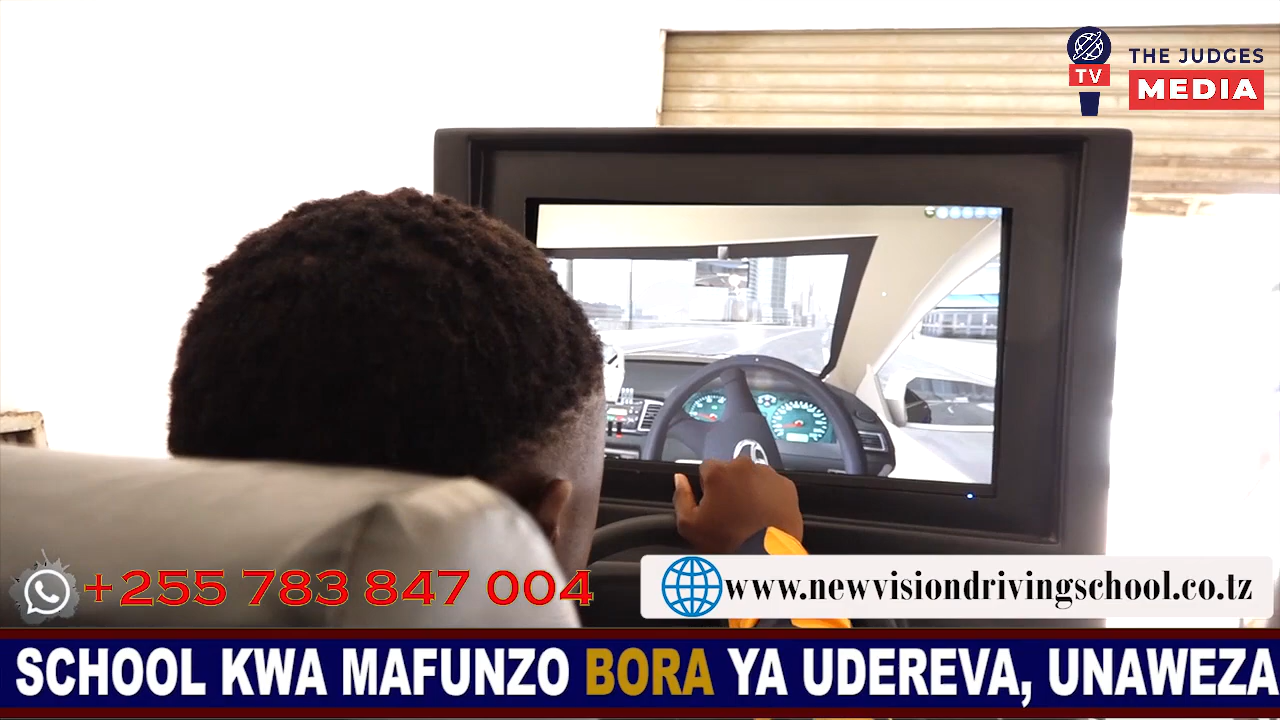 THE JUDGES
TV
MEDIA
+255 783 847 004
www.newvisiondrivingschool.co.tz
SCHOOL KWA MAFUNZO BORA YA UDEREVA, UNAWEZA